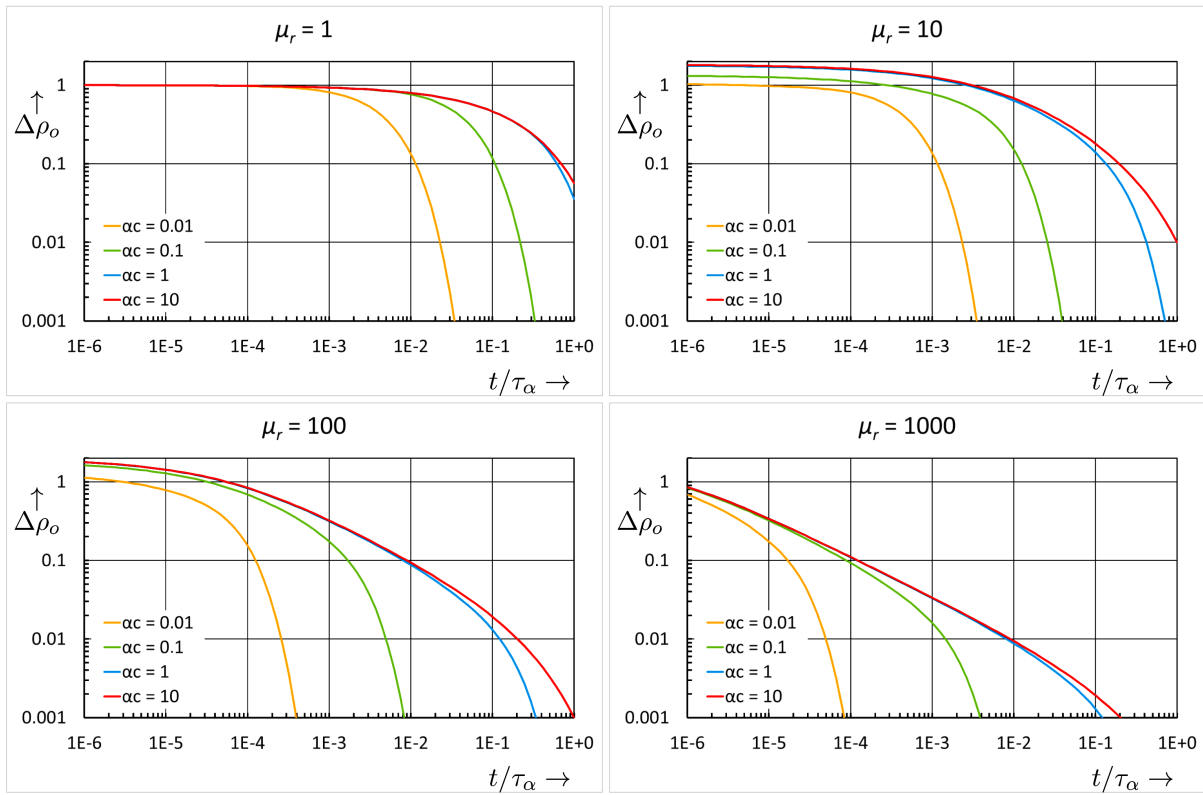 μr = 1
1
0.1
0.01
0.001
↑
Δρo
αc = 0.01
αc = 0.1
αc = 1
αc = 10
1E-6 1E-5 1E-4 1E-3 1E-2 1E-1 1E+0
t/τα →
μr = 10
1
0.1
0.01
0.001
↑
Δρo
αc = 0.01
αc = 0.1
αc = 1
αc = 10
1E-6 1E-5 1E-4 1E-3 1E-2 1E-1 1E+0
t/τα →
μr = 100
1
0.1
0.01
0.001
↑
Δρo
αc = 0.01
αc = 0.1
αc = 1
αc = 10
1E-6 1E-5 1E-4 1E-3 1E-2 1E-1 1E+0
t/τα →
μr = 1000
1
0.1
0.01
0.001
↑
Δρo
αc = 0.01
αc = 0.1
αc = 1
αc = 10
1E-6 1E-5 1E-4 1E-3 1E-2 1E-1 1E+0
t/τα →